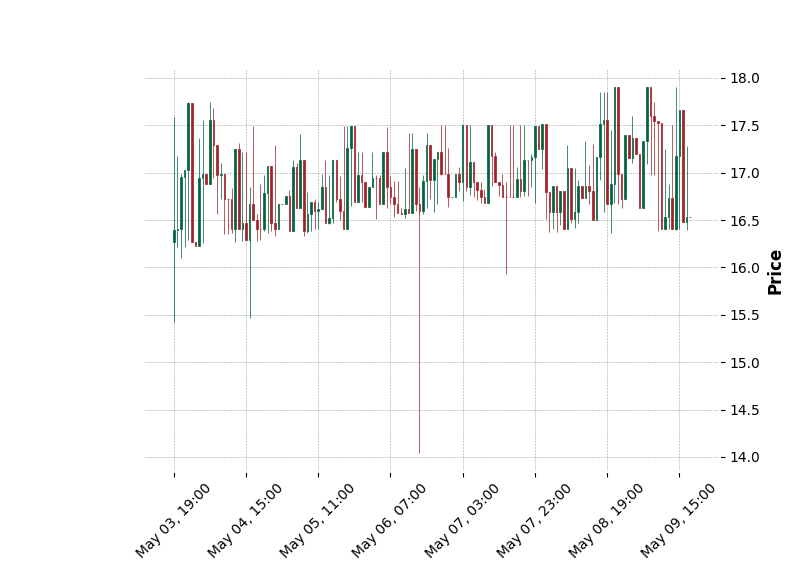 18.0
17.5
17.0
16.5
16.0
15.5
15.0
14.5
14.0
Price
May 03, 19:00
May 04, 15:00
May 05, 11:00
May 06, 07:00
May 07, 03:00
May 07, 23:00
May 08, 19:00
May 09, 15:00